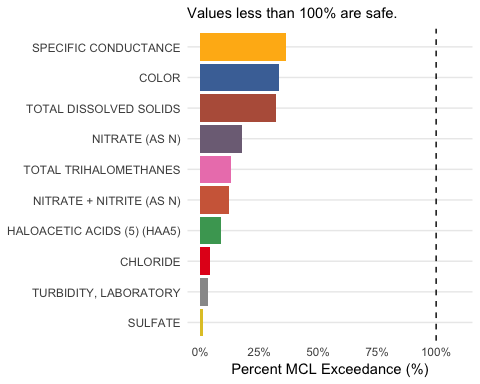 Values less than 100% are safe.
SPECIFIC CONDUCTANCE
COLOR
TOTAL DISSOLVED SOLIDS
NITRATE (AS N)
TOTAL TRIHALOMETHANES
NITRATE + NITRITE (AS N)
HALOACETIC ACIDS (5) (HAA5)
CHLORIDE
TURBIDITY, LABORATORY
SULFATE
0% 25% 50% 75% 100%
Percent MCL Exceedance (%)